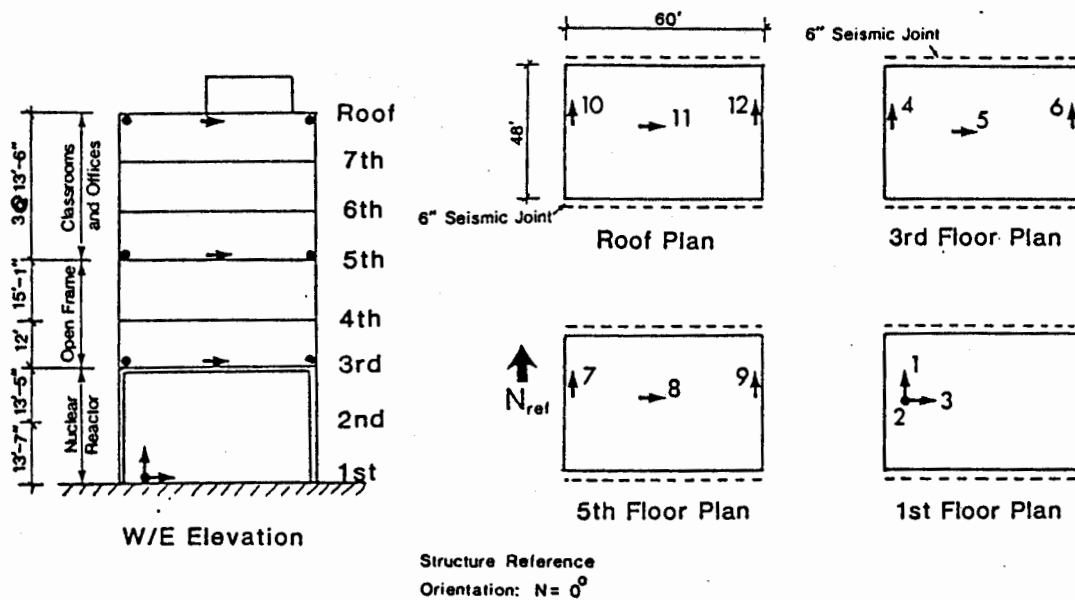 Roof
7th
6th
5th
4th
3rd
2nd
1st
3@13'-6"
15'-1"
12'
13'-5"
13'-7"
Classrooms
and Offices
Open Frame
Nuclear
Reactor
W/E Elevation
60'
48'
10
11
12
6" Seismic Joint
Roof Plan
6" Seismic Joint
4
5
6
3rd Floor Plan
Nref
7
8
9
5th Floor Plan
1
2
3
1st Floor Plan
Structure Reference
Orientation: N= 0°